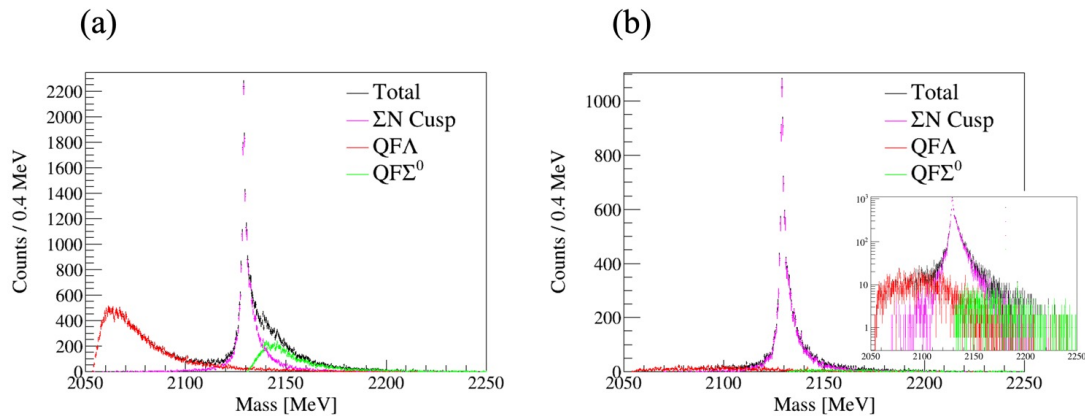 (a)
(b)
2200
2000
1800
1600
1400
1200
1000
800
600
400
200
0
Counts / 0.4 MeV
Total
ΣN Cusp
QFΛ
QFΣ⁰
2050
2100
2150
2200
2250
Mass [MeV]
1000
800
600
400
200
0
Counts / 0.4 MeV
Total
ΣN Cusp
QFΛ
QFΣ⁰
2050
2100
2150
2200
2250
Mass [MeV]
10³
10²
10
1
2050
2100
2150
2200
2250